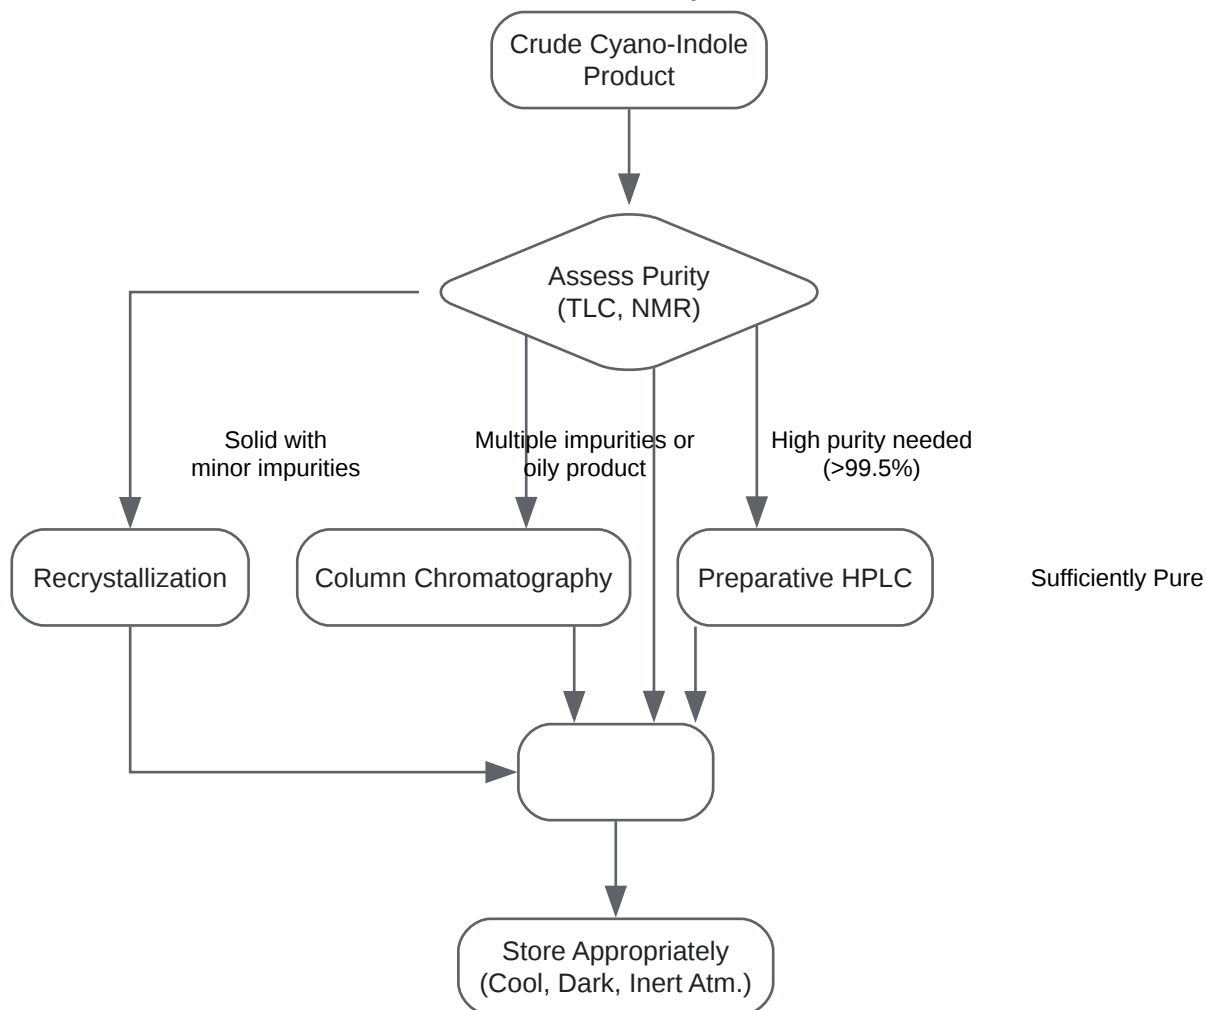 Crude Cyano-Indole
Product
Assess Purity
(TLC, NMR)
Solid with
minor impurities
Multiple impurities or
oily product
High purity needed
(>99.5%)
Recrystallization
Column Chromatography
Preparative HPLC
Sufficiently Pure
Store Appropriately
(Cool, Dark, Inert Atm.)